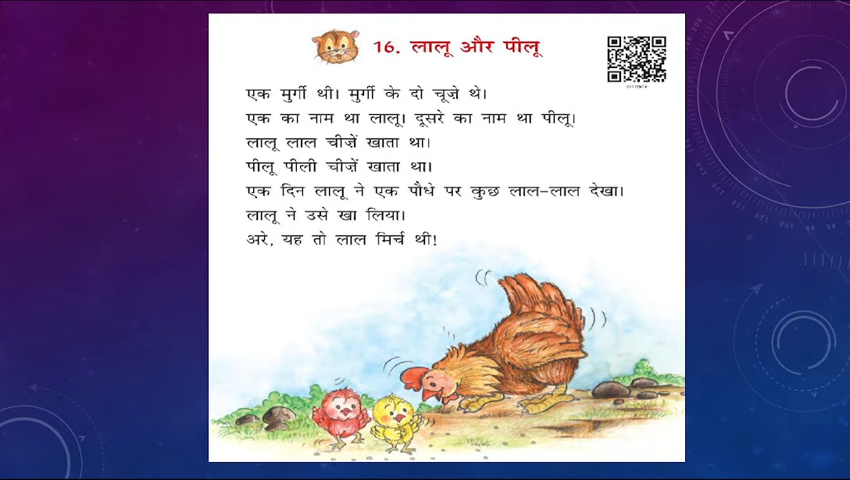 16. लालू और पीलू
एक मुर्गी थी। मुर्गी के दो चूज़े थे।
एक का नाम था लालू। दूसरे का नाम था पीलू।
लालू लाल चीज़ें खाता था।
पीलू पीली चीज़ें खाता था।
एक दिन लालू ने एक पौधे पर कुछ लाल-लाल देखा।
लालू ने उसे खा लिया।
अरे, यह तो लाल मिर्च थी!